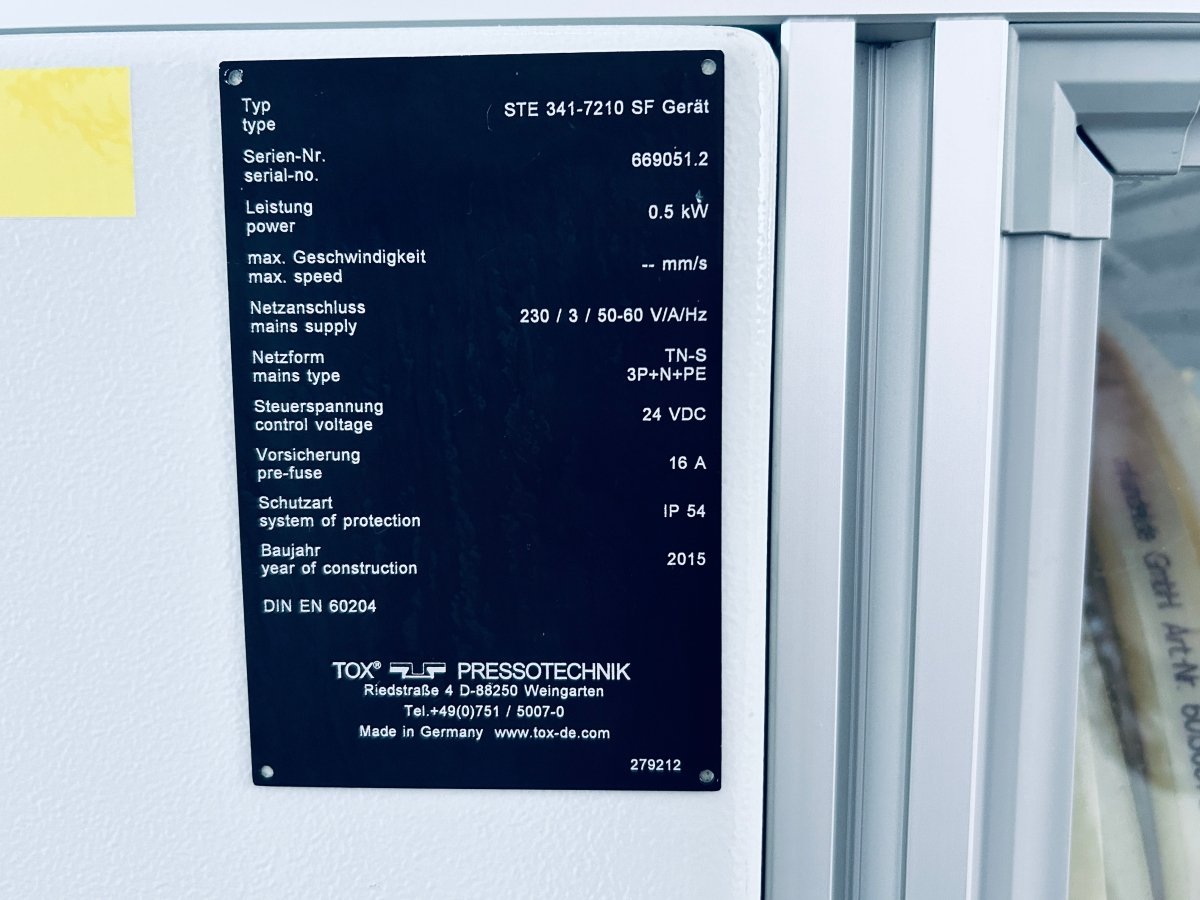 Typ
type
STE 341-7210 SF Gerät
Serien-Nr.
serial-no.
669051.2
Leistung
power
0.5 kW
max. Geschwindigkeit
max. speed
-- mm/s
Netzanschluss
mains supply
230 / 3 / 50-60 V/A/Hz
Netzform
mains type
TN-S
3P+N+PE
Steuerspannung
control voltage
24 VDC
Vorsicherung
pre-fuse
16 A
Schutzart
system of protection
IP 54
Baujahr
year of construction
2015
DIN EN 60204
TOX® PRESSOTECHNIK
Riedstraße 4 D-88250 Weingarten
Tel.+49(0)751 / 5007-0
Made in Germany www.tox-de.com
279212
GmbH Art.Nr.